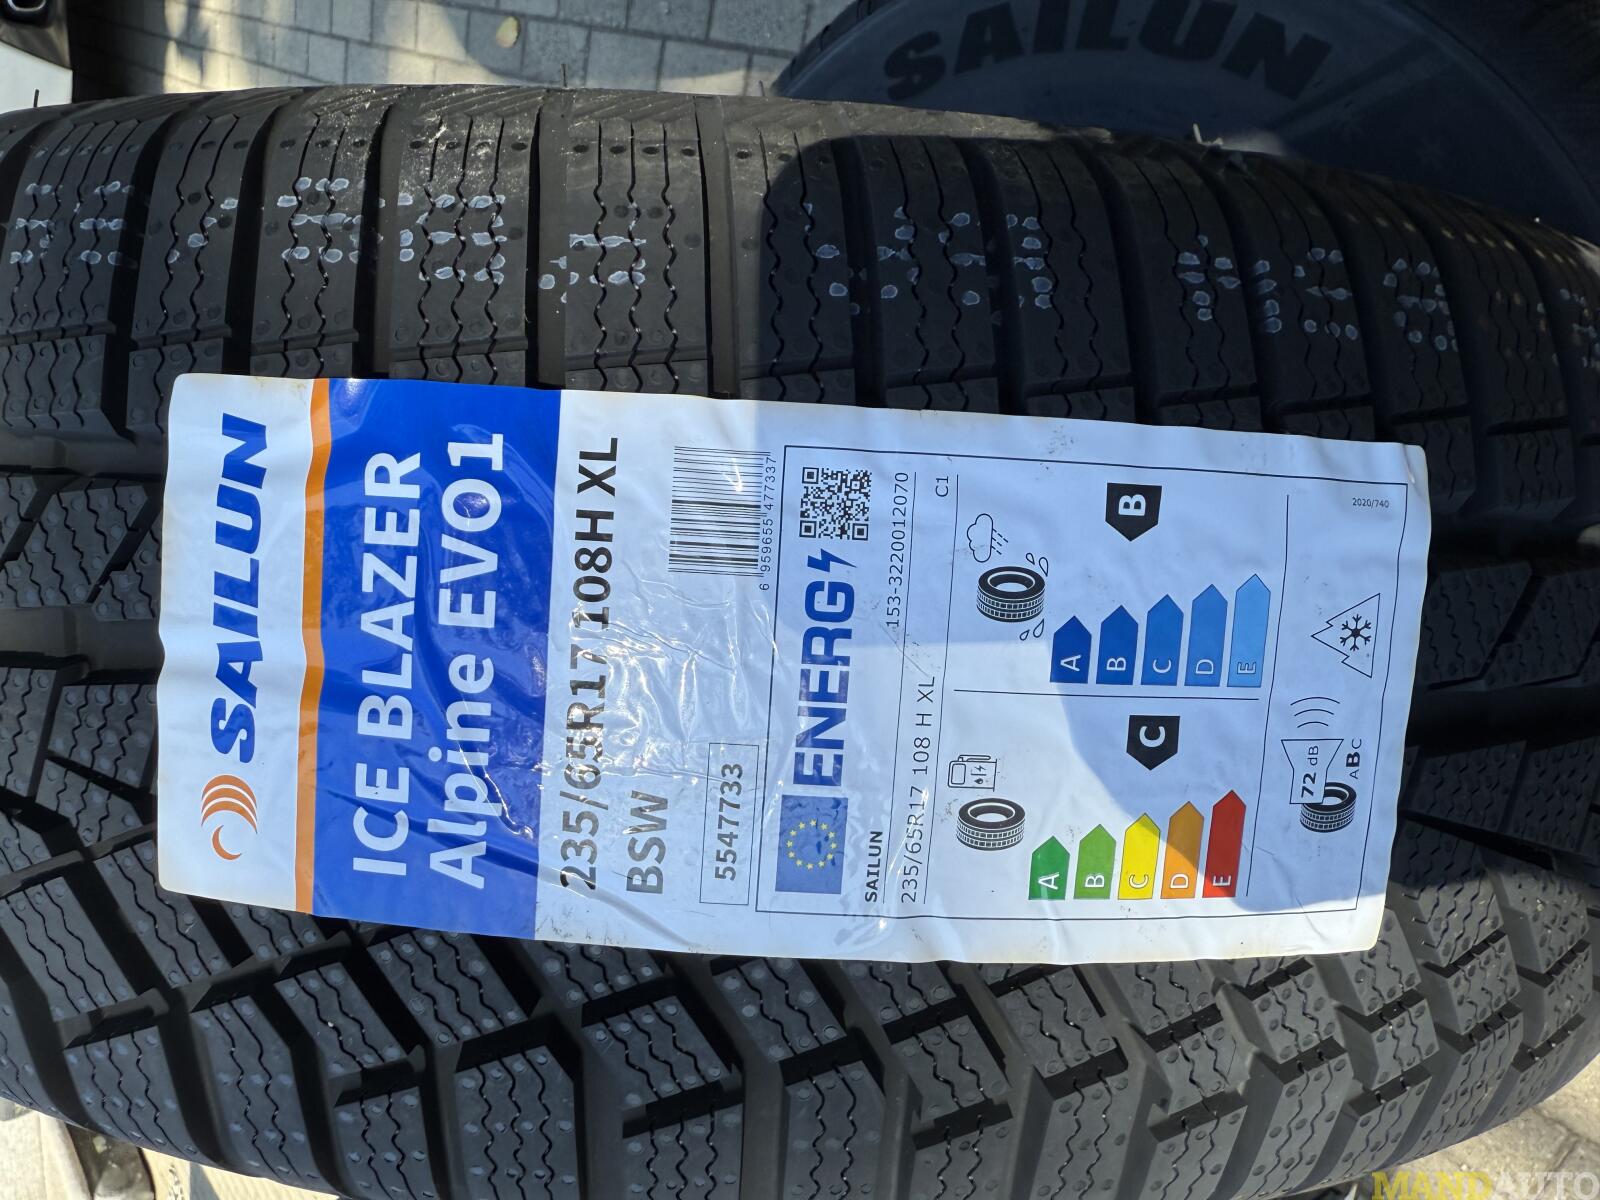 SAILUN
SAILUN
ICE BLAZER
Alpine EVO1
235/65R17 108H XL
BSW
5547733
6 959655 477337
ENERG
SAILUN
153-3220012070
235/65R17 108 H XL
C1
B
A
B
C
D
E
C
A
B
C
D
E
72 dB
ABC
2020/740
MANDAUTO